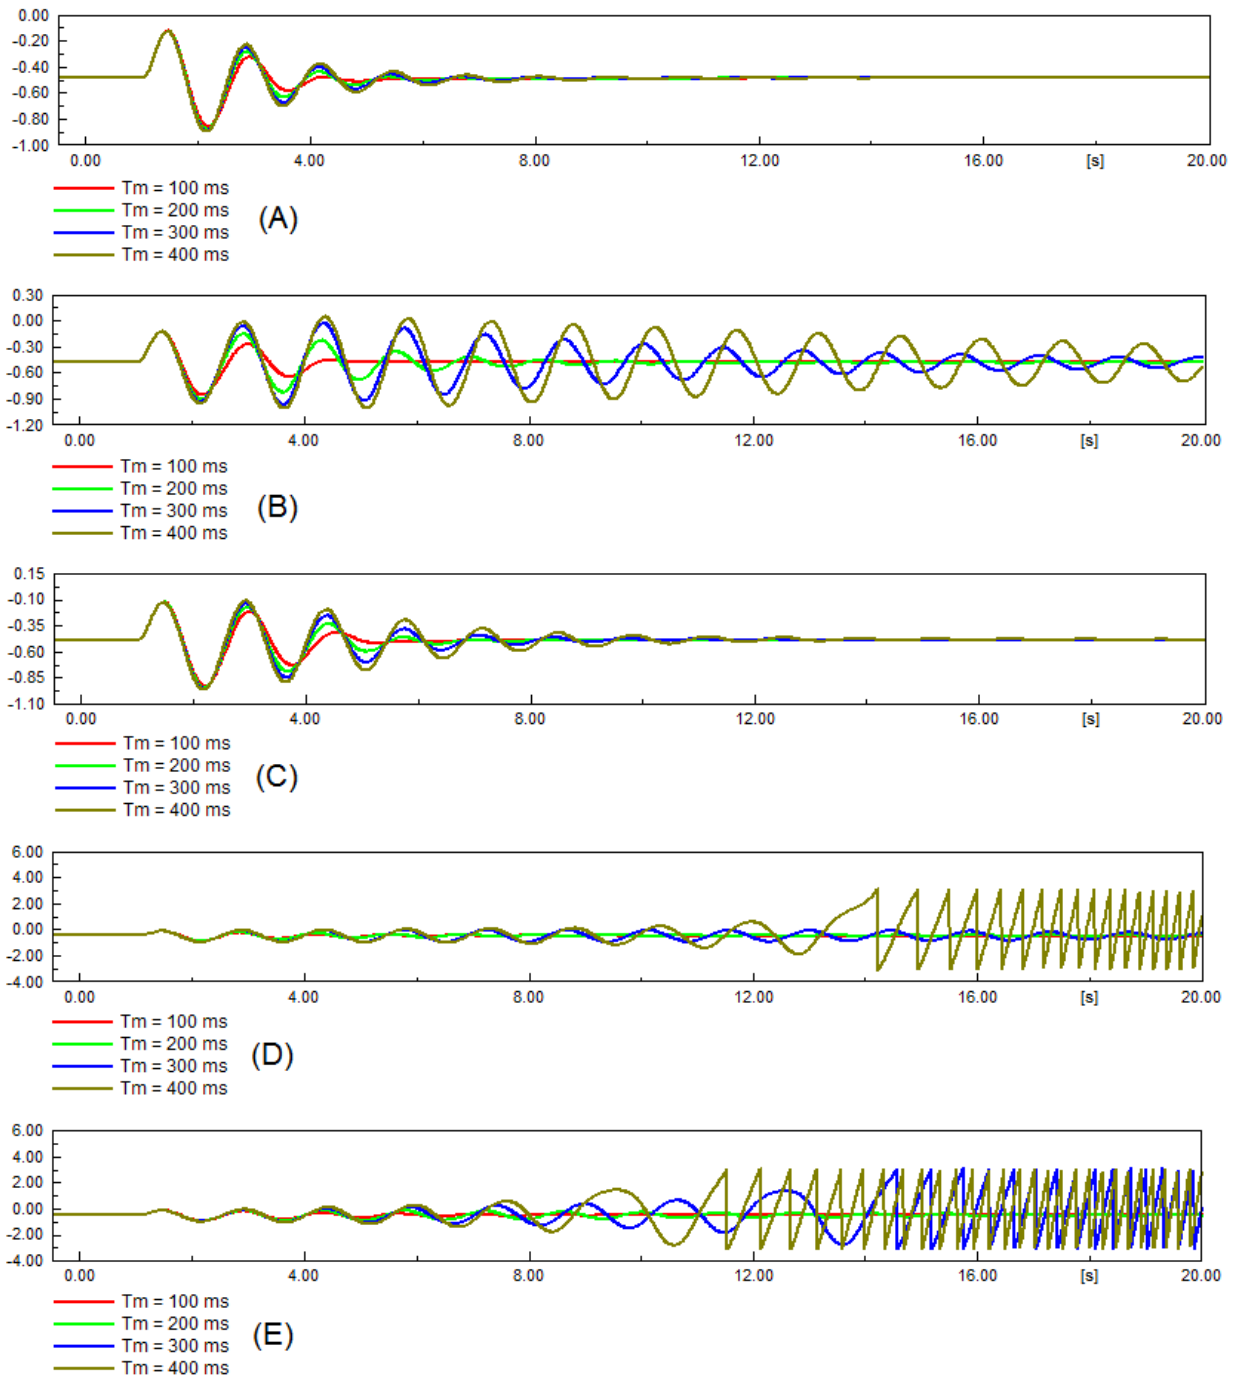 0.00
-0.20
-0.40
-0.60
-0.80
-1.00
0.00 4.00 8.00 12.00 16.00 [s] 20.00
Tm = 100 ms
Tm = 200 ms
Tm = 300 ms
Tm = 400 ms
(A)
0.30
0.00
-0.30
-0.60
-0.90
-1.20
0.00 4.00 8.00 12.00 16.00 [s] 20.00
Tm = 100 ms
Tm = 200 ms
Tm = 300 ms
Tm = 400 ms
(B)
0.15
-0.10
-0.35
-0.60
-0.85
-1.10
0.00 4.00 8.00 12.00 16.00 [s] 20.00
Tm = 100 ms
Tm = 200 ms
Tm = 300 ms
Tm = 400 ms
(C)
6.00
4.00
2.00
0.00
-2.00
-4.00
0.00 4.00 8.00 12.00 16.00 [s] 20.00
Tm = 100 ms
Tm = 200 ms
Tm = 300 ms
Tm = 400 ms
(D)
6.00
4.00
2.00
0.00
-2.00
-4.00
0.00 4.00 8.00 12.00 16.00 [s] 20.00
Tm = 100 ms
Tm = 200 ms
Tm = 300 ms
Tm = 400 ms
(E)